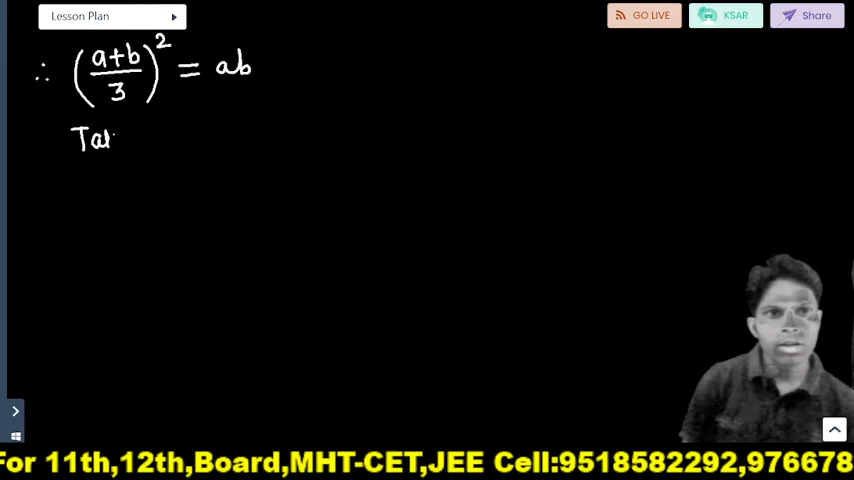 Lesson Plan
GO LIVE
KSAR
Share
∴ ((a+b)/3)² = ab
For 11th,12th,Board,MHT-CET,JEE Cell:9518582292,976678